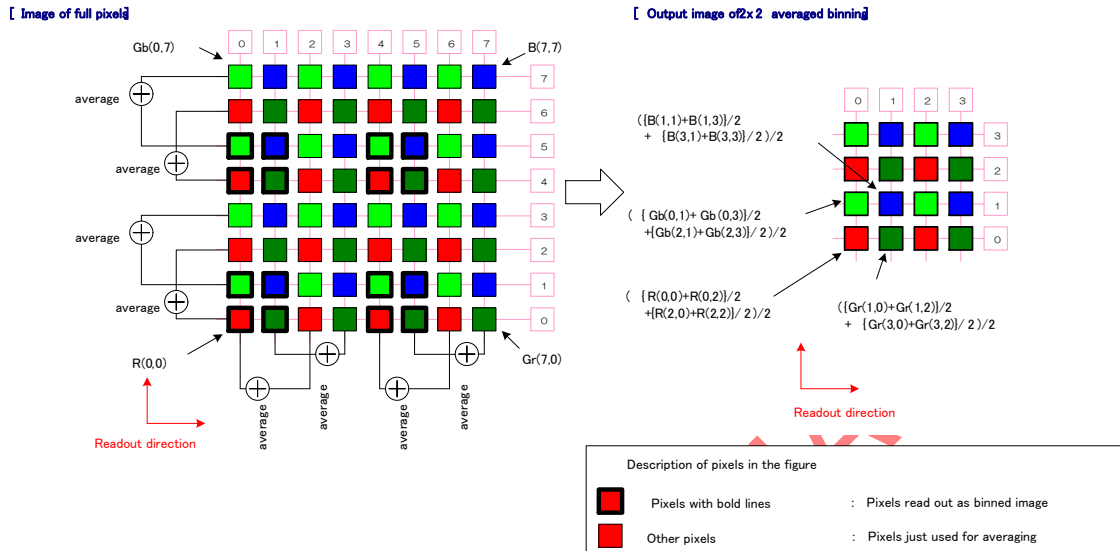 [ Image of full pixels]
[ Output image of2x 2 averaged binning]
Gb(0,7)
0 1 2 3 4 5 6 7
B(7,7)
7
average
6
5
average
4
3
average
2
1
average
0
R(0,0)
Gr(7,0)
average
average
average
average
Readout direction
0 1 2 3
({B(1,1)+B(1,3)}/2
+ {B(3,1)+B(3,3)}/2 )/2
3
2
1
0
( { Gb(0,1)+ Gb(0,3)}/2
+{Gb(2,1)+Gb(2,3)}/ 2 )/2
( { R(0,0)+R(0,2)}/2
+{R(2,0)+R(2,2)}/ 2 )/2
({Gr(1,0)+Gr(1,2)}/2
+ {Gr(3,0)+Gr(3,2)}/ 2 )/2
Readout direction
Description of pixels in the figure
Pixels with bold lines : Pixels read out as binned image
Other pixels : Pixels just used for averaging